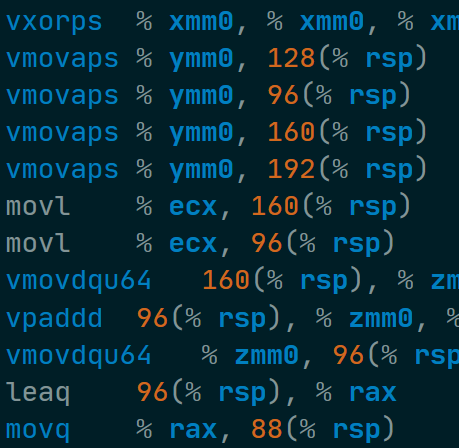 vxorps % xmm0, % xmm0, % xm
vmovaps % ymm0, 128(% rsp)
vmovaps % ymm0, 96(% rsp)
vmovaps % ymm0, 160(% rsp)
vmovaps % ymm0, 192(% rsp)
movl % ecx, 160(% rsp)
movl % ecx, 96(% rsp)
vmovdqu64 160(% rsp), % zm
vpaddd 96(% rsp), % zmm0, %
vmovdqu64 % zmm0, 96(% rsp
leaq 96(% rsp), % rax
movq % rax, 88(% rsp)